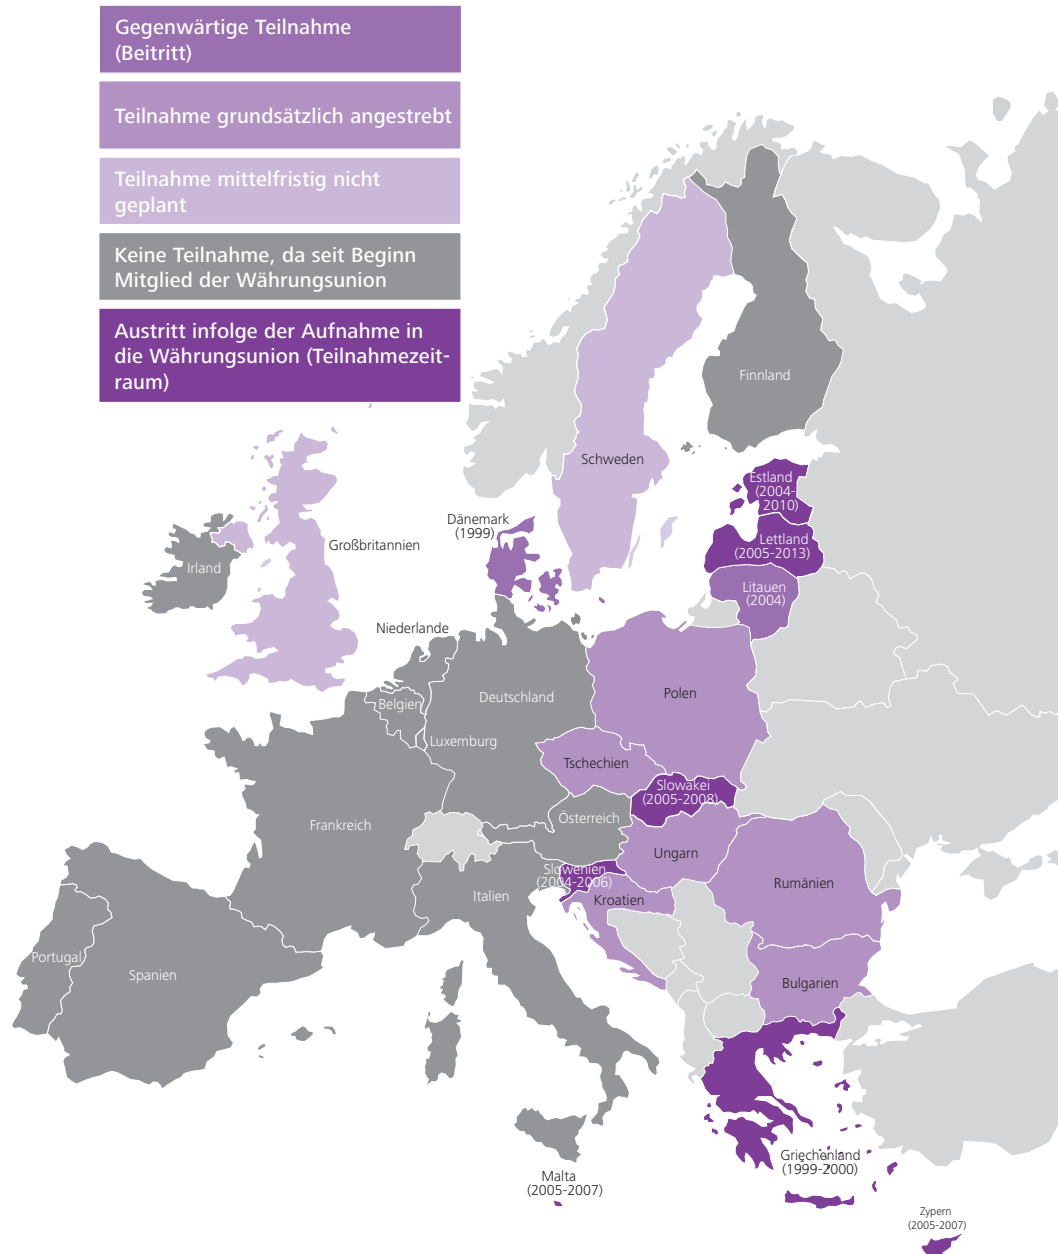 Gegenwärtige Teilnahme
(Beitritt)
Teilnahme grundsätzlich angestrebt
Teilnahme mittelfristig nicht
geplant
Keine Teilnahme, da seit Beginn
Mitglied der Währungsunion
Austritt infolge der Aufnahme in
die Währungsunion (Teilnahmezeit-
raum)
Finnland
Schweden
Estland
(2004-
2010)
Dänemark
(1999)
Lettland
(2005-2013)
Großbritannien
Irland
Litauen
(2004)
Niederlande
Belgien
Deutschland
Polen
Luxemburg
Tschechien
Slowakei
(2005-2008)
Österreich
Frankreich
Ungarn
Slowenien
(2004-2006)
Rumänien
Italien
Kroatien
Portugal
Spanien
Bulgarien
Griechenland
(1999-2000)
Malta
(2005-2007)
Zypern
(2005-2007)